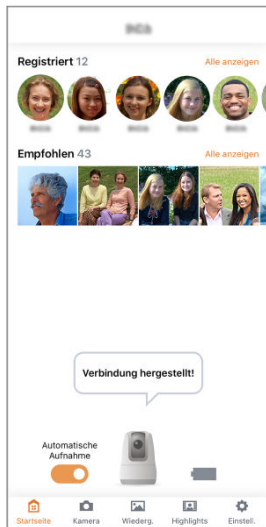 Registriert 12
Alle anzeigen
Empfohlen 43
Alle anzeigen
Verbindung hergestellt!
Automatische
Aufnahme
Startseite
Kamera
Wiederg.
Highlights
Einstell.